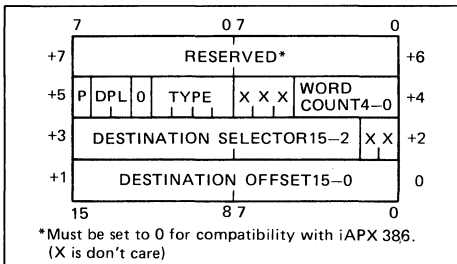 7 0 7 0
+7 RESERVED* +6
+5 P DPL 0 TYPE X X X WORD COUNT4–0 +4
+3 DESTINATION SELECTOR15–2 X X +2
+1 DESTINATION OFFSET15–0 0
15 8 7 0
*Must be set to 0 for compatibility with iAPX 386.
(X is don't care)